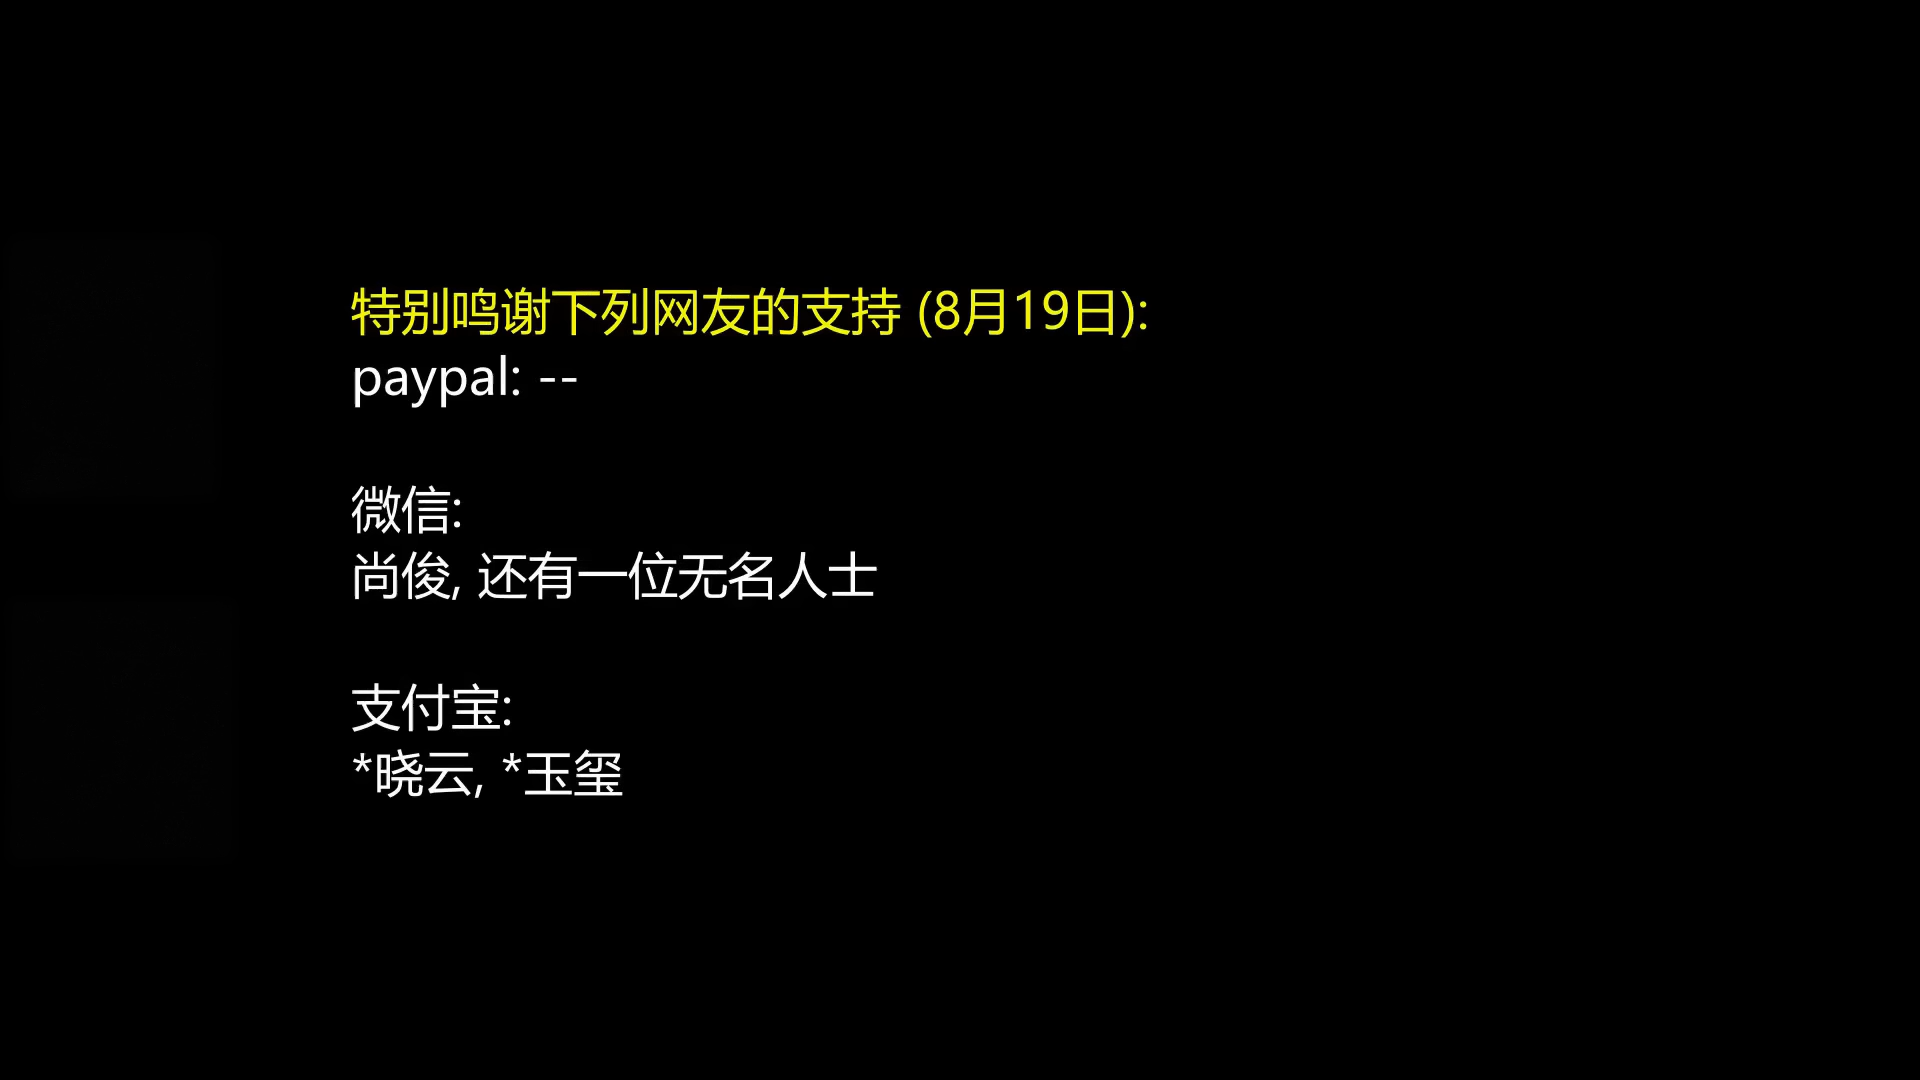 特别鸣谢下列网友的支持 (8月19日):
paypal: --
微信:
尚俊, 还有一位无名人士
支付宝:
*晓云, *玉玺